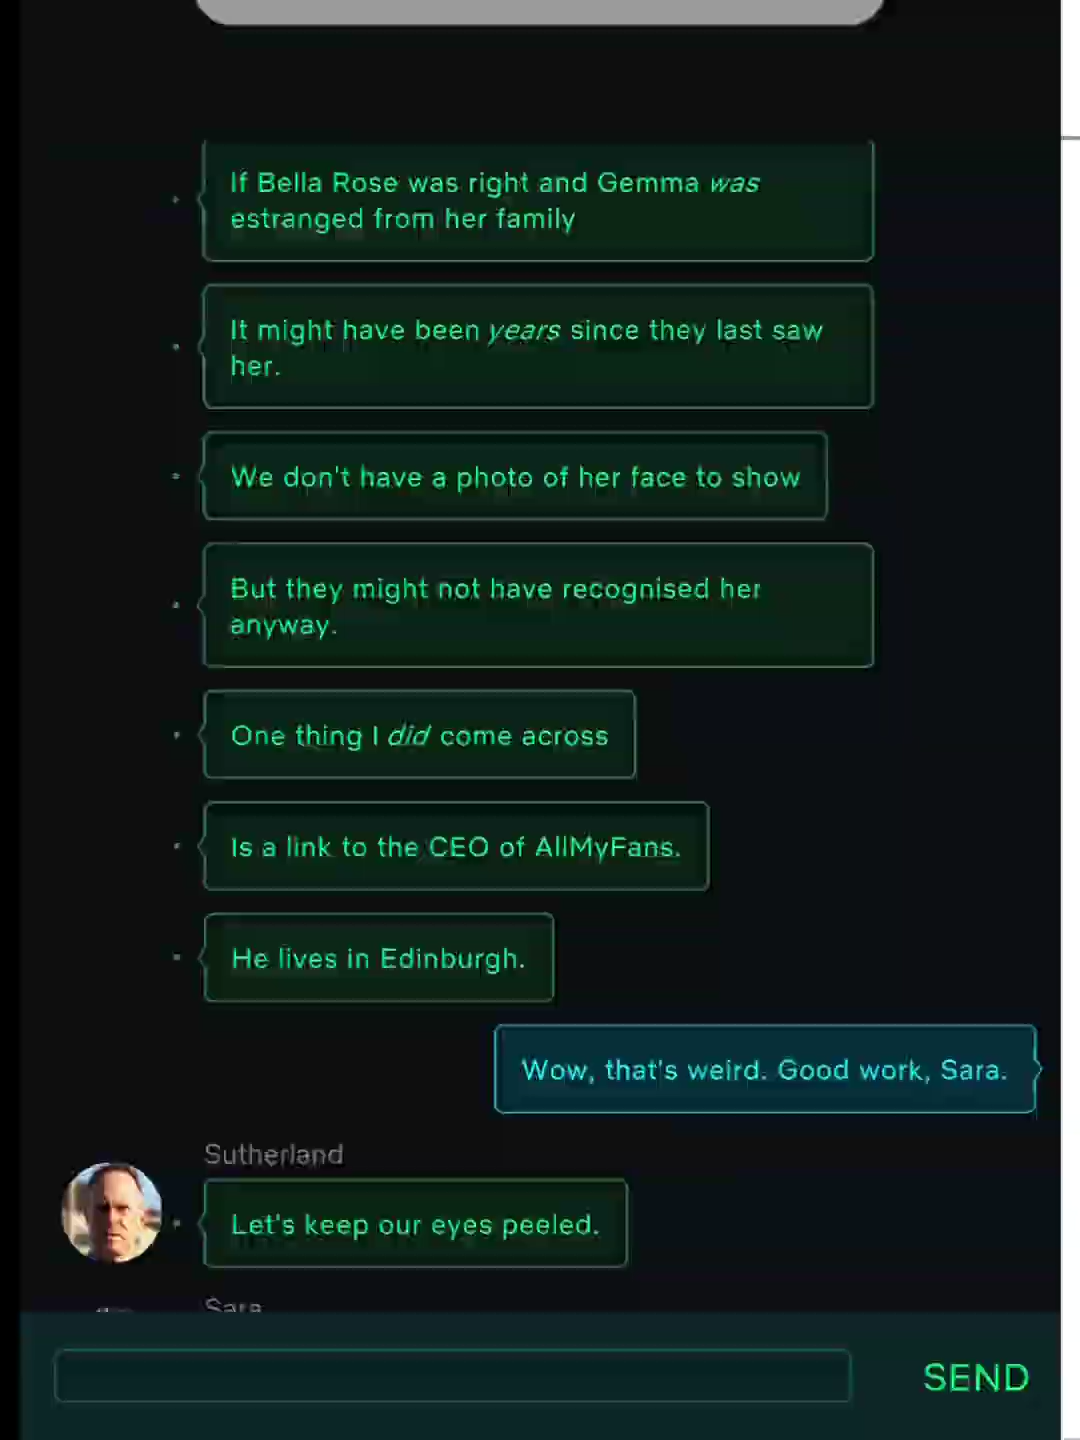 If Bella Rose was right and Gemma was
estranged from her family
It might have been years since they last saw
her.
We don't have a photo of her face to show
But they might not have recognised her
anyway.
One thing I did come across
Is a link to the CEO of AllMyFans.
He lives in Edinburgh.
Wow, that's weird. Good work, Sara.
Sutherland
Let's keep our eyes peeled.
Sara
SEND